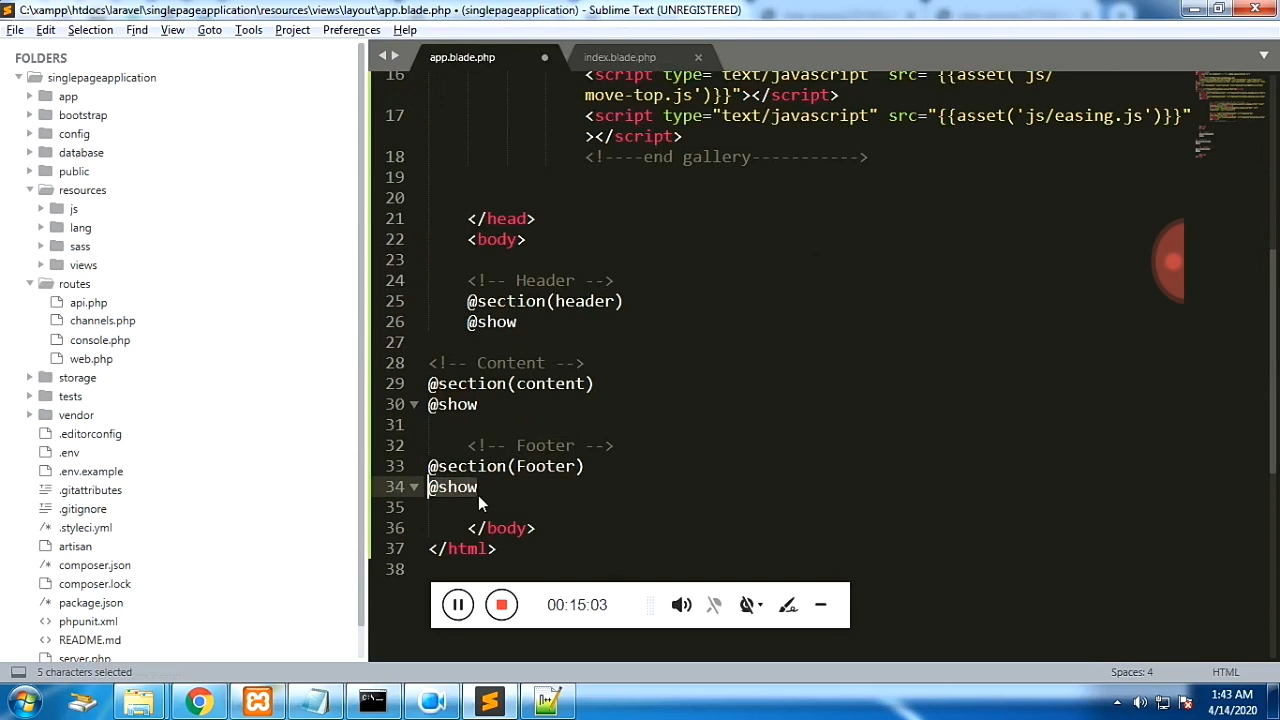 C:\xampp\htdocs\laravel\singlepageapplication\resources\views\layout\app.blade.php • (singlepageapplication) - Sublime Text (UNREGISTERED)
File Edit Selection Find View Goto Tools Project Preferences Help
FOLDERS
singlepageapplication
app
bootstrap
config
database
public
resources
js
lang
sass
views
routes
api.php
channels.php
console.php
web.php
storage
tests
vendor
.editorconfig
.env
.env.example
.gitattributes
.gitignore
.styleci.yml
artisan
composer.json
composer.lock
package.json
phpunit.xml
README.md
server.php
app.blade.php
index.blade.php
16 <script type="text/javascript" src="{{asset('js/
move-top.js')}}"></script>
17 <script type="text/javascript" src="{{asset('js/easing.js')}}"
></script>
18 <!----end gallery----------->
19
20
21 </head>
22 <body>
23
24 <!-- Header -->
25 @section(header)
26 @show
27
28 <!-- Content -->
29 @section(content)
30 @show
31
32 <!-- Footer -->
33 @section(Footer)
34 @show
35
36 </body>
37 </html>
38
00:15:03
5 characters selected
Spaces: 4
HTML
1:43 AM
4/14/2020